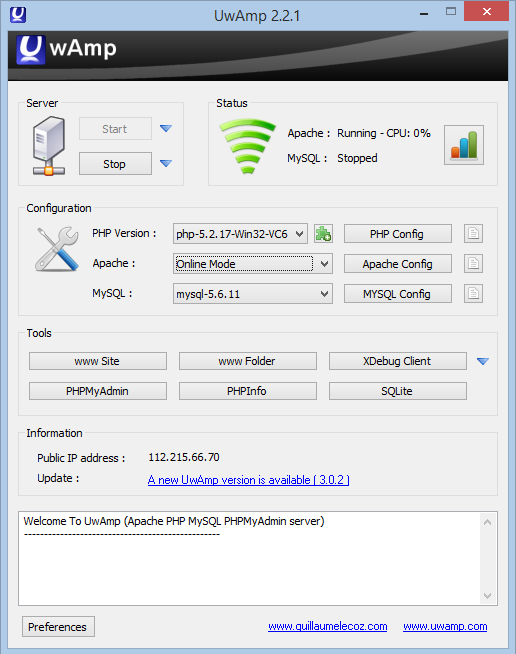 UwAmp 2.2.1
UwAmp
Server
Start
Stop
Status
Apache : Running - CPU: 0%
MySQL : Stopped
Configuration
PHP Version : php-5.2.17-Win32-VC6 PHP Config
Apache : Online Mode Apache Config
MySQL : mysql-5.6.11 MYSQL Config
Tools
www Site www Folder XDebug Client
PHPMyAdmin PHPInfo SQLite
Information
Public IP address : 112.215.66.70
Update : A new UwAmp version is available [ 3.0.2 ]
Welcome To UwAmp (Apache PHP MySQL PHPMyAdmin server)
-------------------------------------------------
Preferences www.guillaumelecoz.com www.uwamp.com